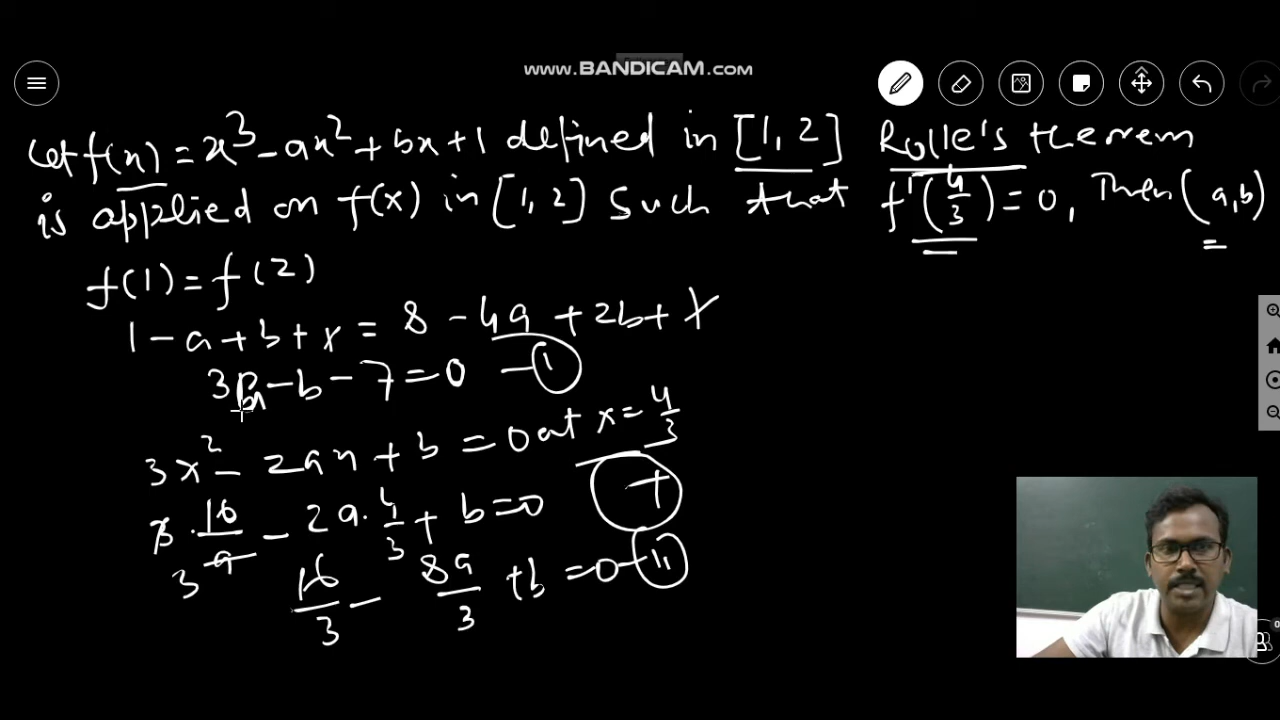 www.BANDICAM.com
Let f(x) = x³ - ax² + bx + 1 defined in [1, 2] Rolle's theorem
is applied on f(x) in [1, 2] Such that f'(4/3) = 0, Then (a,b)
=
f(1) = f(2)
1 - a + b + 1 = 8 - 4a + 2b + 1
3a - b - 7 = 0 - (1)
3x² - 2ax + b = 0 at x = 4/3
3 · 16/9 - 2a · 4/3 + b = 0
+
16/3 - 8a/3 + b = 0 - (11)